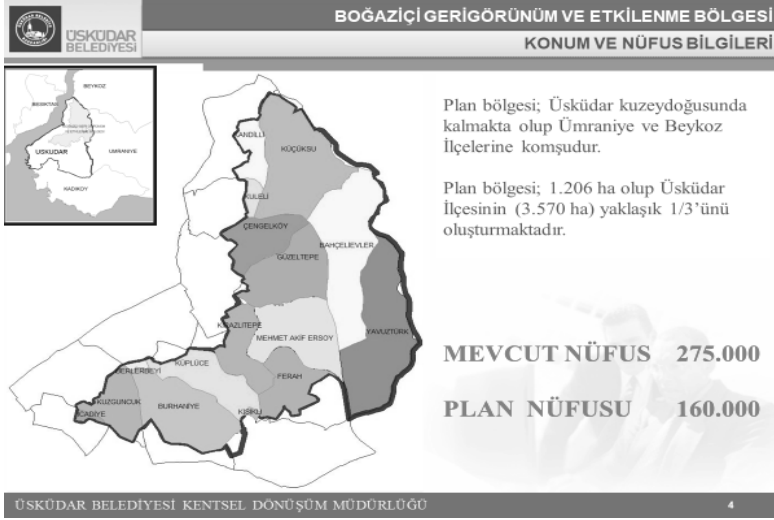 ÜSKÜDAR
BELEDİYESİ
BOĞAZİÇİ GERİGÖRÜNÜM VE ETKİLENME BÖLGESİ
KONUM VE NÜFUS BİLGİLERİ
BEYKOZ
BEŞİKTAŞ
ÜSKÜDAR
ÜMRANİYE
KADIKÖY
KÜÇÜKSU
KULELİ
ÇENGELKÖY
BAHÇELİEVLER
GÜZELTEPE
MEHMET AKİF ERSOY
YAVUZTÜRK
KÜPLÜCE
FERAH
KUZGUNCUK
BURHANİYE
KISIKLI
Plan bölgesi; Üsküdar kuzeydoğusunda
kalmakta olup Ümraniye ve Beykoz
İlçelerine komşudur.
Plan bölgesi; 1.206 ha olup Üsküdar
İlçesinin (3.570 ha) yaklaşık 1/3’ünü
oluşturmaktadır.
MEVCUT NÜFUS 275.000
PLAN NÜFUSU 160.000
ÜSKÜDAR BELEDİYESİ KENTSEL DÖNÜŞÜM MÜDÜRLÜĞÜ 4